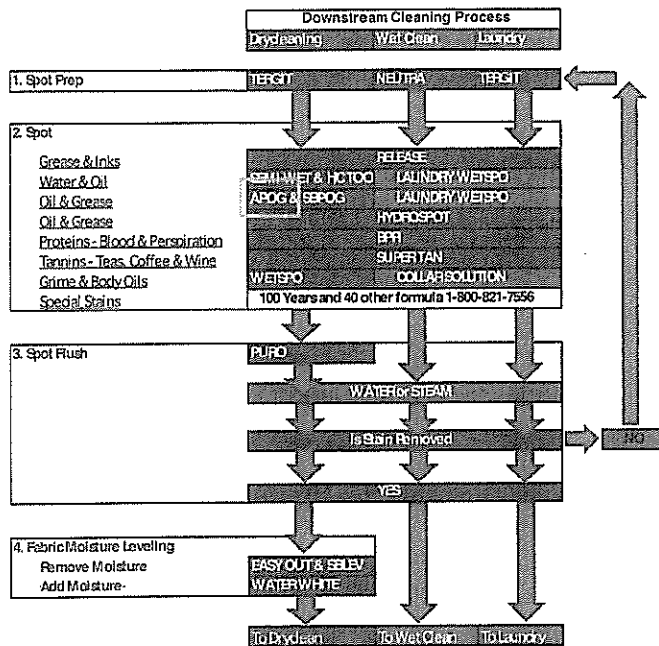 Downstream Cleaning Process
Drycleaning Wet Clean Laundry
1. Spot Prep TERGIT NEUTRA TERGIT
2. Spot
RELEASE
Grease & Inks
Water & Oil SEMI-WET & HCTOO LAUNDRY WETSPO
Oil & Grease APOG & SBPOG LAUNDRY WETSPO
Oil & Grease HYDROSPOT
Proteins - Blood & Perspiration BPR
Tannins - Teas, Coffee & Wine SUPER TAN
Grime & Body Oils WETSPO COLLAR SOLUTION
Special Stains 100 Years and 40 other formula 1-800-821-7556
3. Spot Flush PURO
WATER or STEAM
Is Stain Removed NO
YES
4. Fabric Moisture Leveling
Remove Moisture EASY OUT & SBLEV
Add Moisture- WATER WHITE
To Dryclean To Wet Clean To Laundry